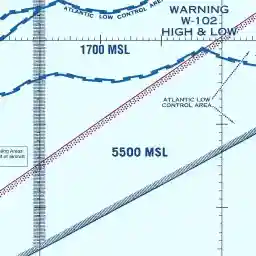 ATLANTIC LOW CONTROL AREA
WARNING
W-102
HIGH & LOW
1700 MSL
ATLANTIC LOW
CONTROL AREA
5500 MSL